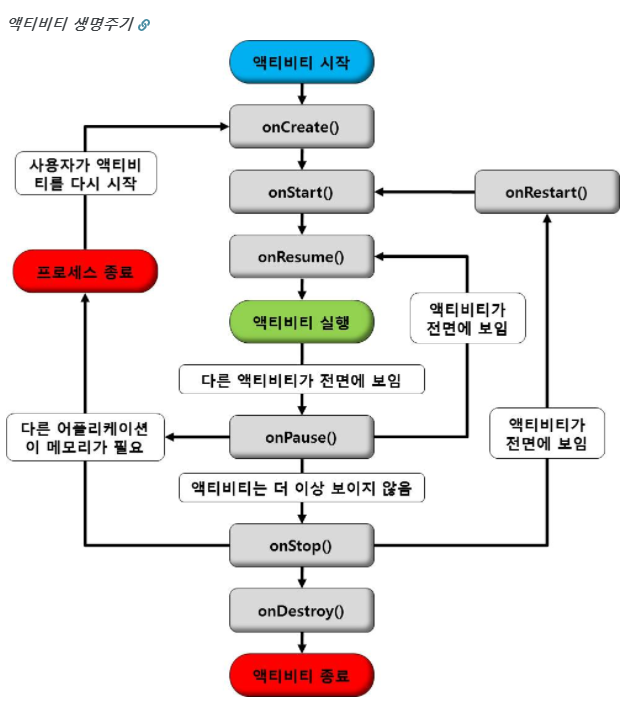 액티비티 생명주기
액티비티 시작
onCreate()
사용자가 액티비
티를 다시 시작
onStart()
onRestart()
onResume()
프로세스 종료
액티비티가
전면에 보임
액티비티 실행
다른 액티비티가 전면에 보임
다른 어플리케이션
이 메모리가 필요
onPause()
액티비티가
전면에 보임
액티비티는 더 이상 보이지 않음
onStop()
onDestroy()
액티비티 종료